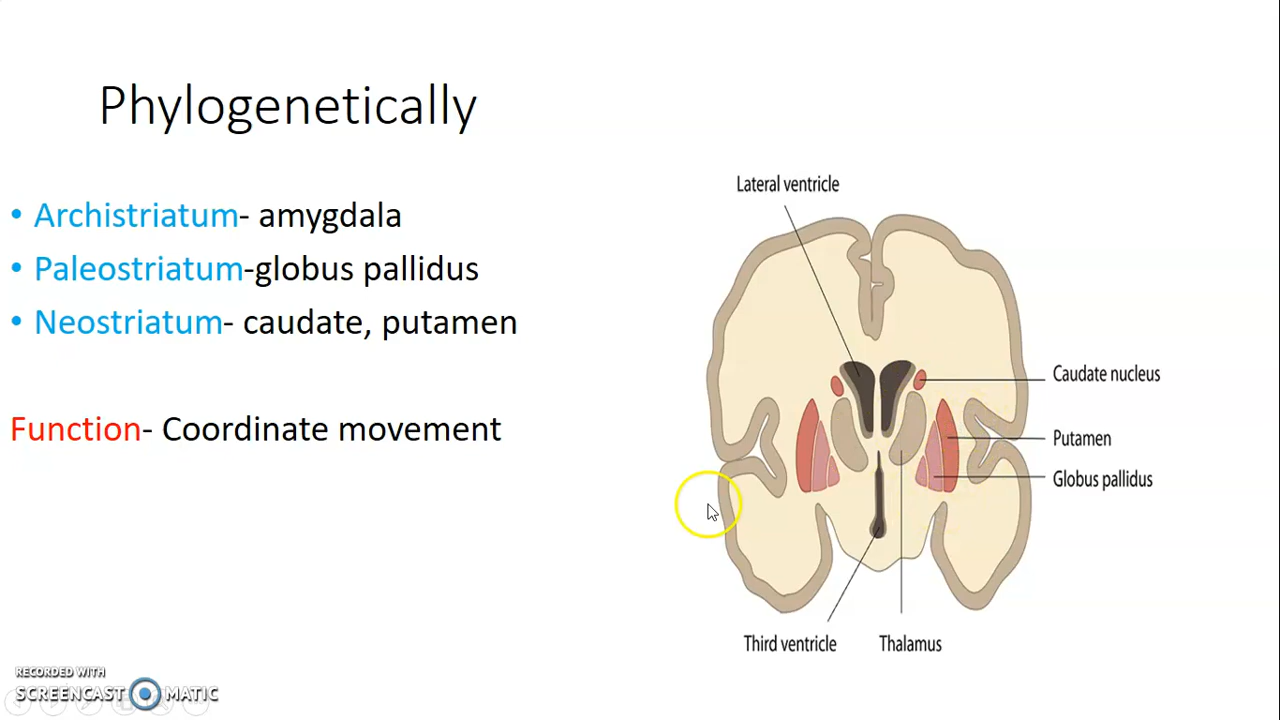 Phylogenetically
• Archistriatum- amygdala
• Paleostriatum-globus pallidus
• Neostriatum- caudate, putamen
Function- Coordinate movement
Lateral ventricle
Caudate nucleus
Putamen
Globus pallidus
Third ventricle
Thalamus
RECORDED WITH
SCREENCAST MATIC